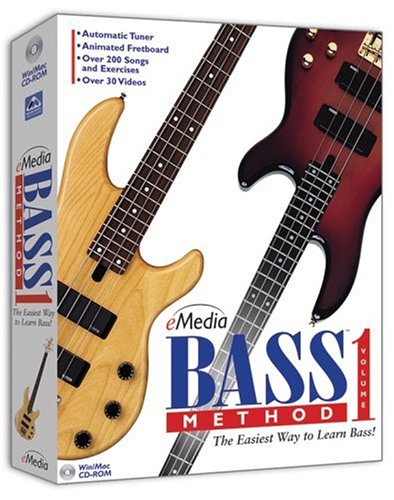 Win/Mac
CD-ROM
eMedia
BASS
METHOD
1
The Easiest Way
to Learn Bass!
eMedia
• Automatic Tuner
• Animated Fretboard
• Over 200 Songs
and Exercises
• Over 30 Videos
eMedia
BASS™
METHOD
VOLUME
1
The Easiest Way to Learn Bass!
Win/Mac
CD-ROM